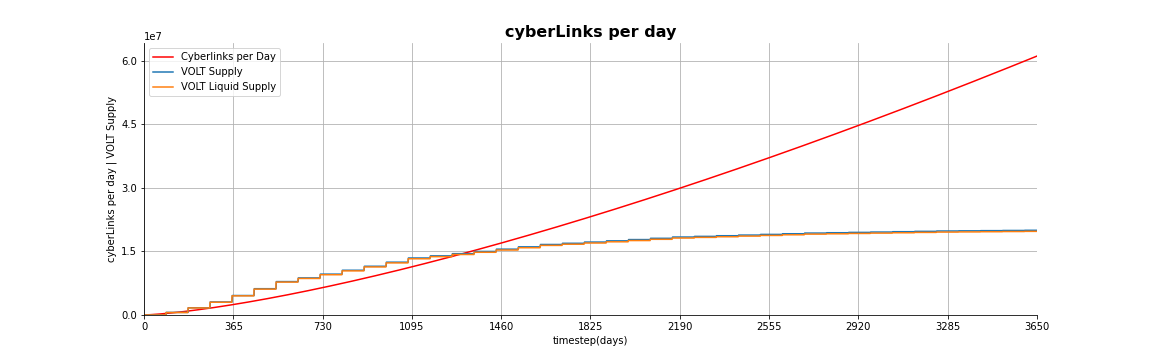 cyberLinks per day
1e7
Cyberlinks per Day
VOLT Supply
VOLT Liquid Supply
cyberLinks per day | VOLT Supply
6.0
4.5
3.0
1.5
0.0
0 365 730 1095 1460 1825 2190 2555 2920 3285 3650
timestep(days)